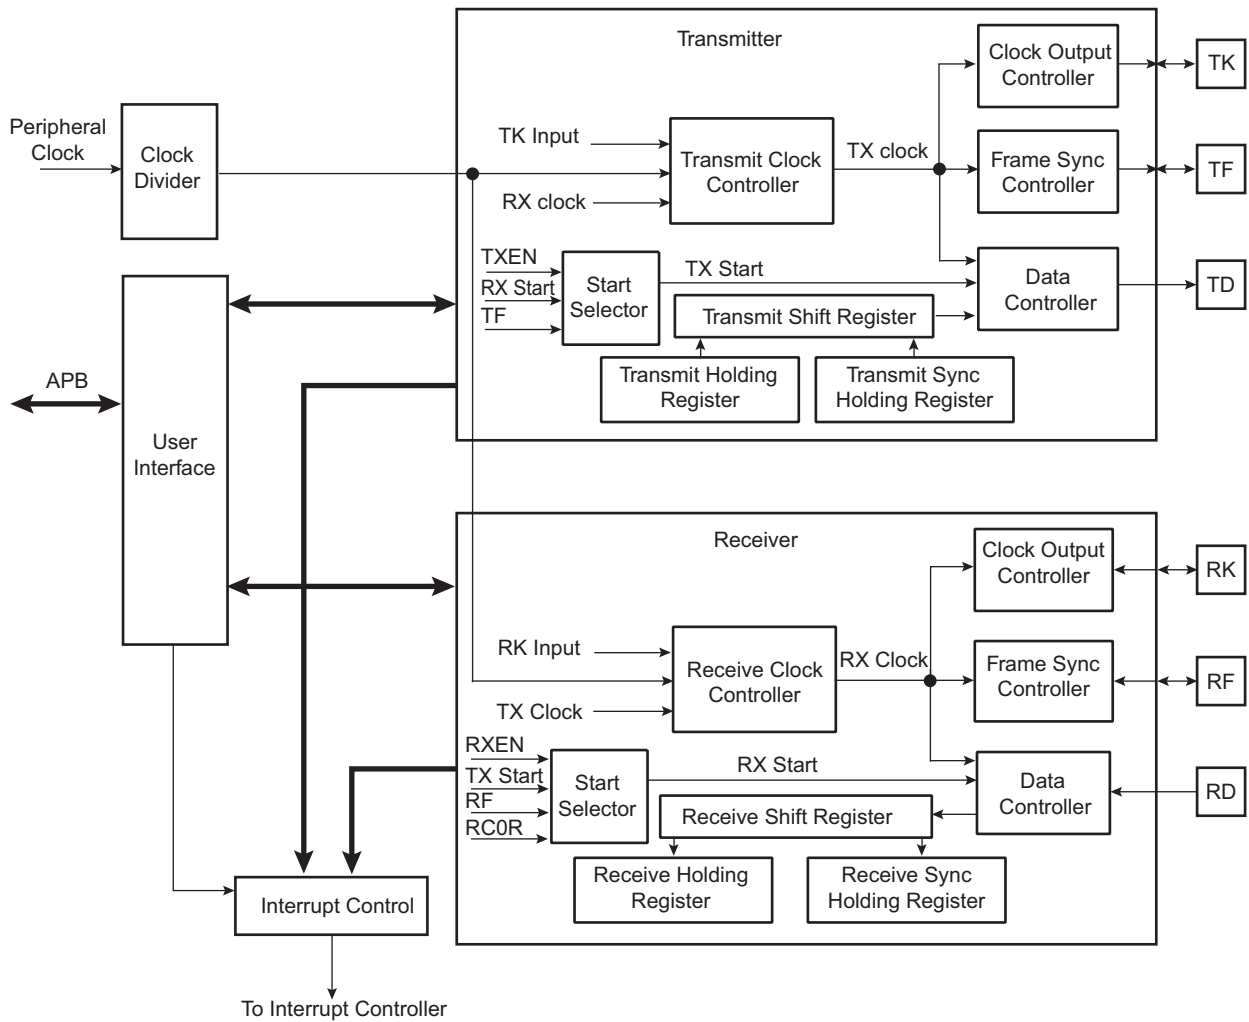 Transmitter
Clock Output
Controller
TK
Peripheral
Clock
Clock
Divider
TK Input
Transmit Clock
Controller
RX clock
TX clock
Frame Sync
Controller
TF
TXEN
RX Start
TF
Start
Selector
TX Start
Data
Controller
TD
Transmit Shift Register
Transmit Holding
Register
Transmit Sync
Holding Register
APB
User
Interface
Receiver
Clock Output
Controller
RK
RK Input
Receive Clock
Controller
TX Clock
RX Clock
Frame Sync
Controller
RF
RXEN
TX Start
RF
RC0R
Start
Selector
RX Start
Data
Controller
RD
Receive Shift Register
Receive Holding
Register
Receive Sync
Holding Register
Interrupt Control
To Interrupt Controller